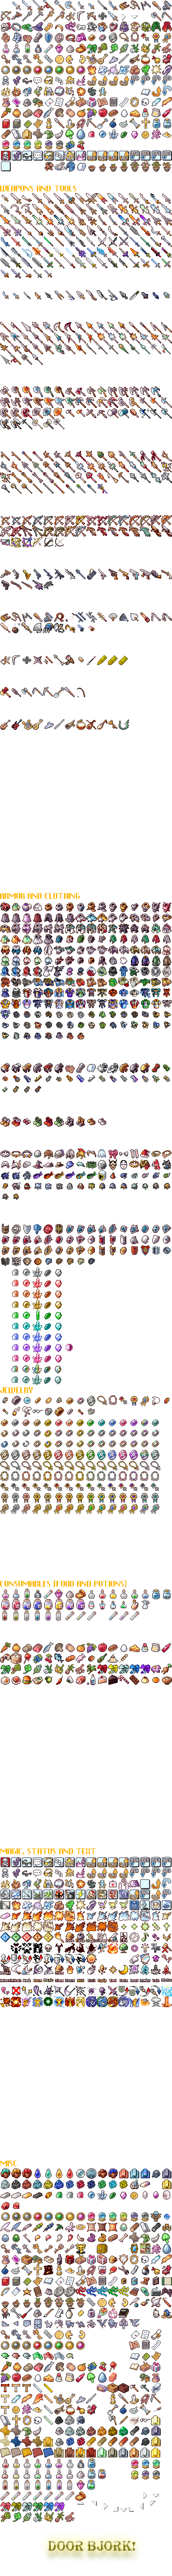 WEAPONS AND TOOLS
ARMOR AND CLOTHING
JEWELRY
CONSUMABLES (FOOD AND POTIONS)
MAGIC, STATUS AND TEXT
MISC
DOOR BJORK!